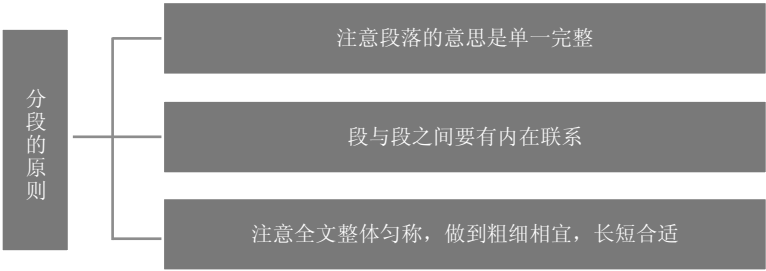 分段的原则
注意段落的意思是单一完整
段与段之间要有内在联系
注意全文整体匀称，做到粗细相宜，长短合适